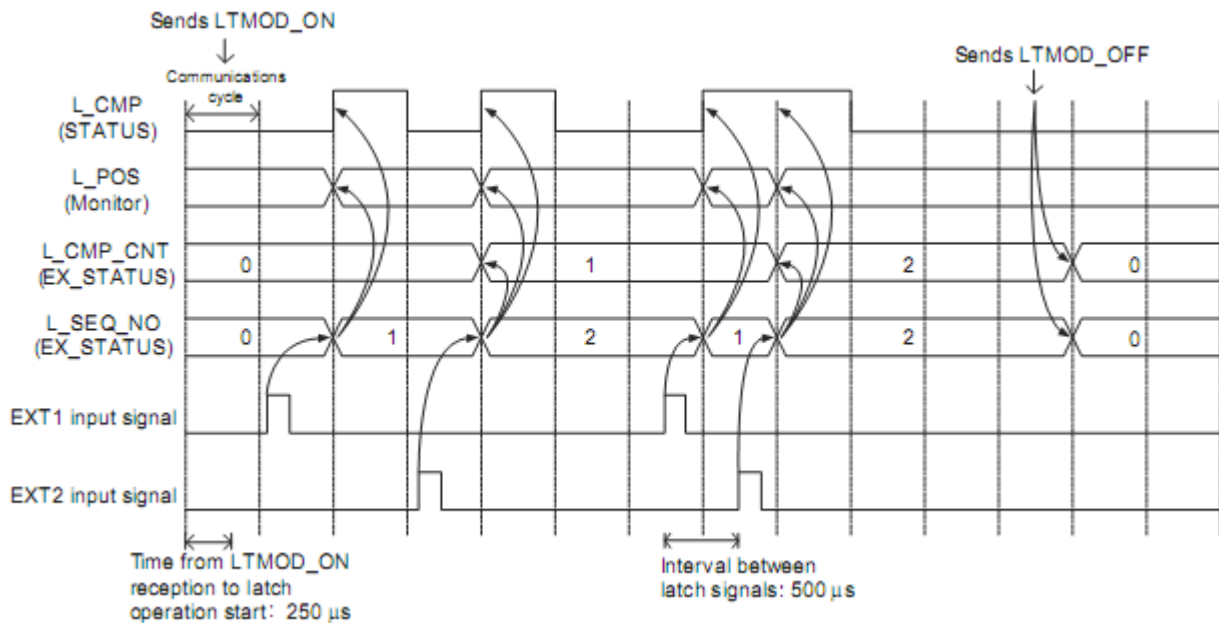 Sends LTMOD_ON
Communications
cycle
Sends LTMOD_OFF
L_CMP
(STATUS)
L_POS
(Monitor)
L_CMP_CNT
(EX_STATUS)
0
1
2
0
L_SEQ_NO
(EX_STATUS)
0
1
2
1
2
0
EXT1 input signal
EXT2 input signal
Time from LTMOD_ON
reception to latch
operation start: 250 µs
Interval between
latch signals: 500 µs